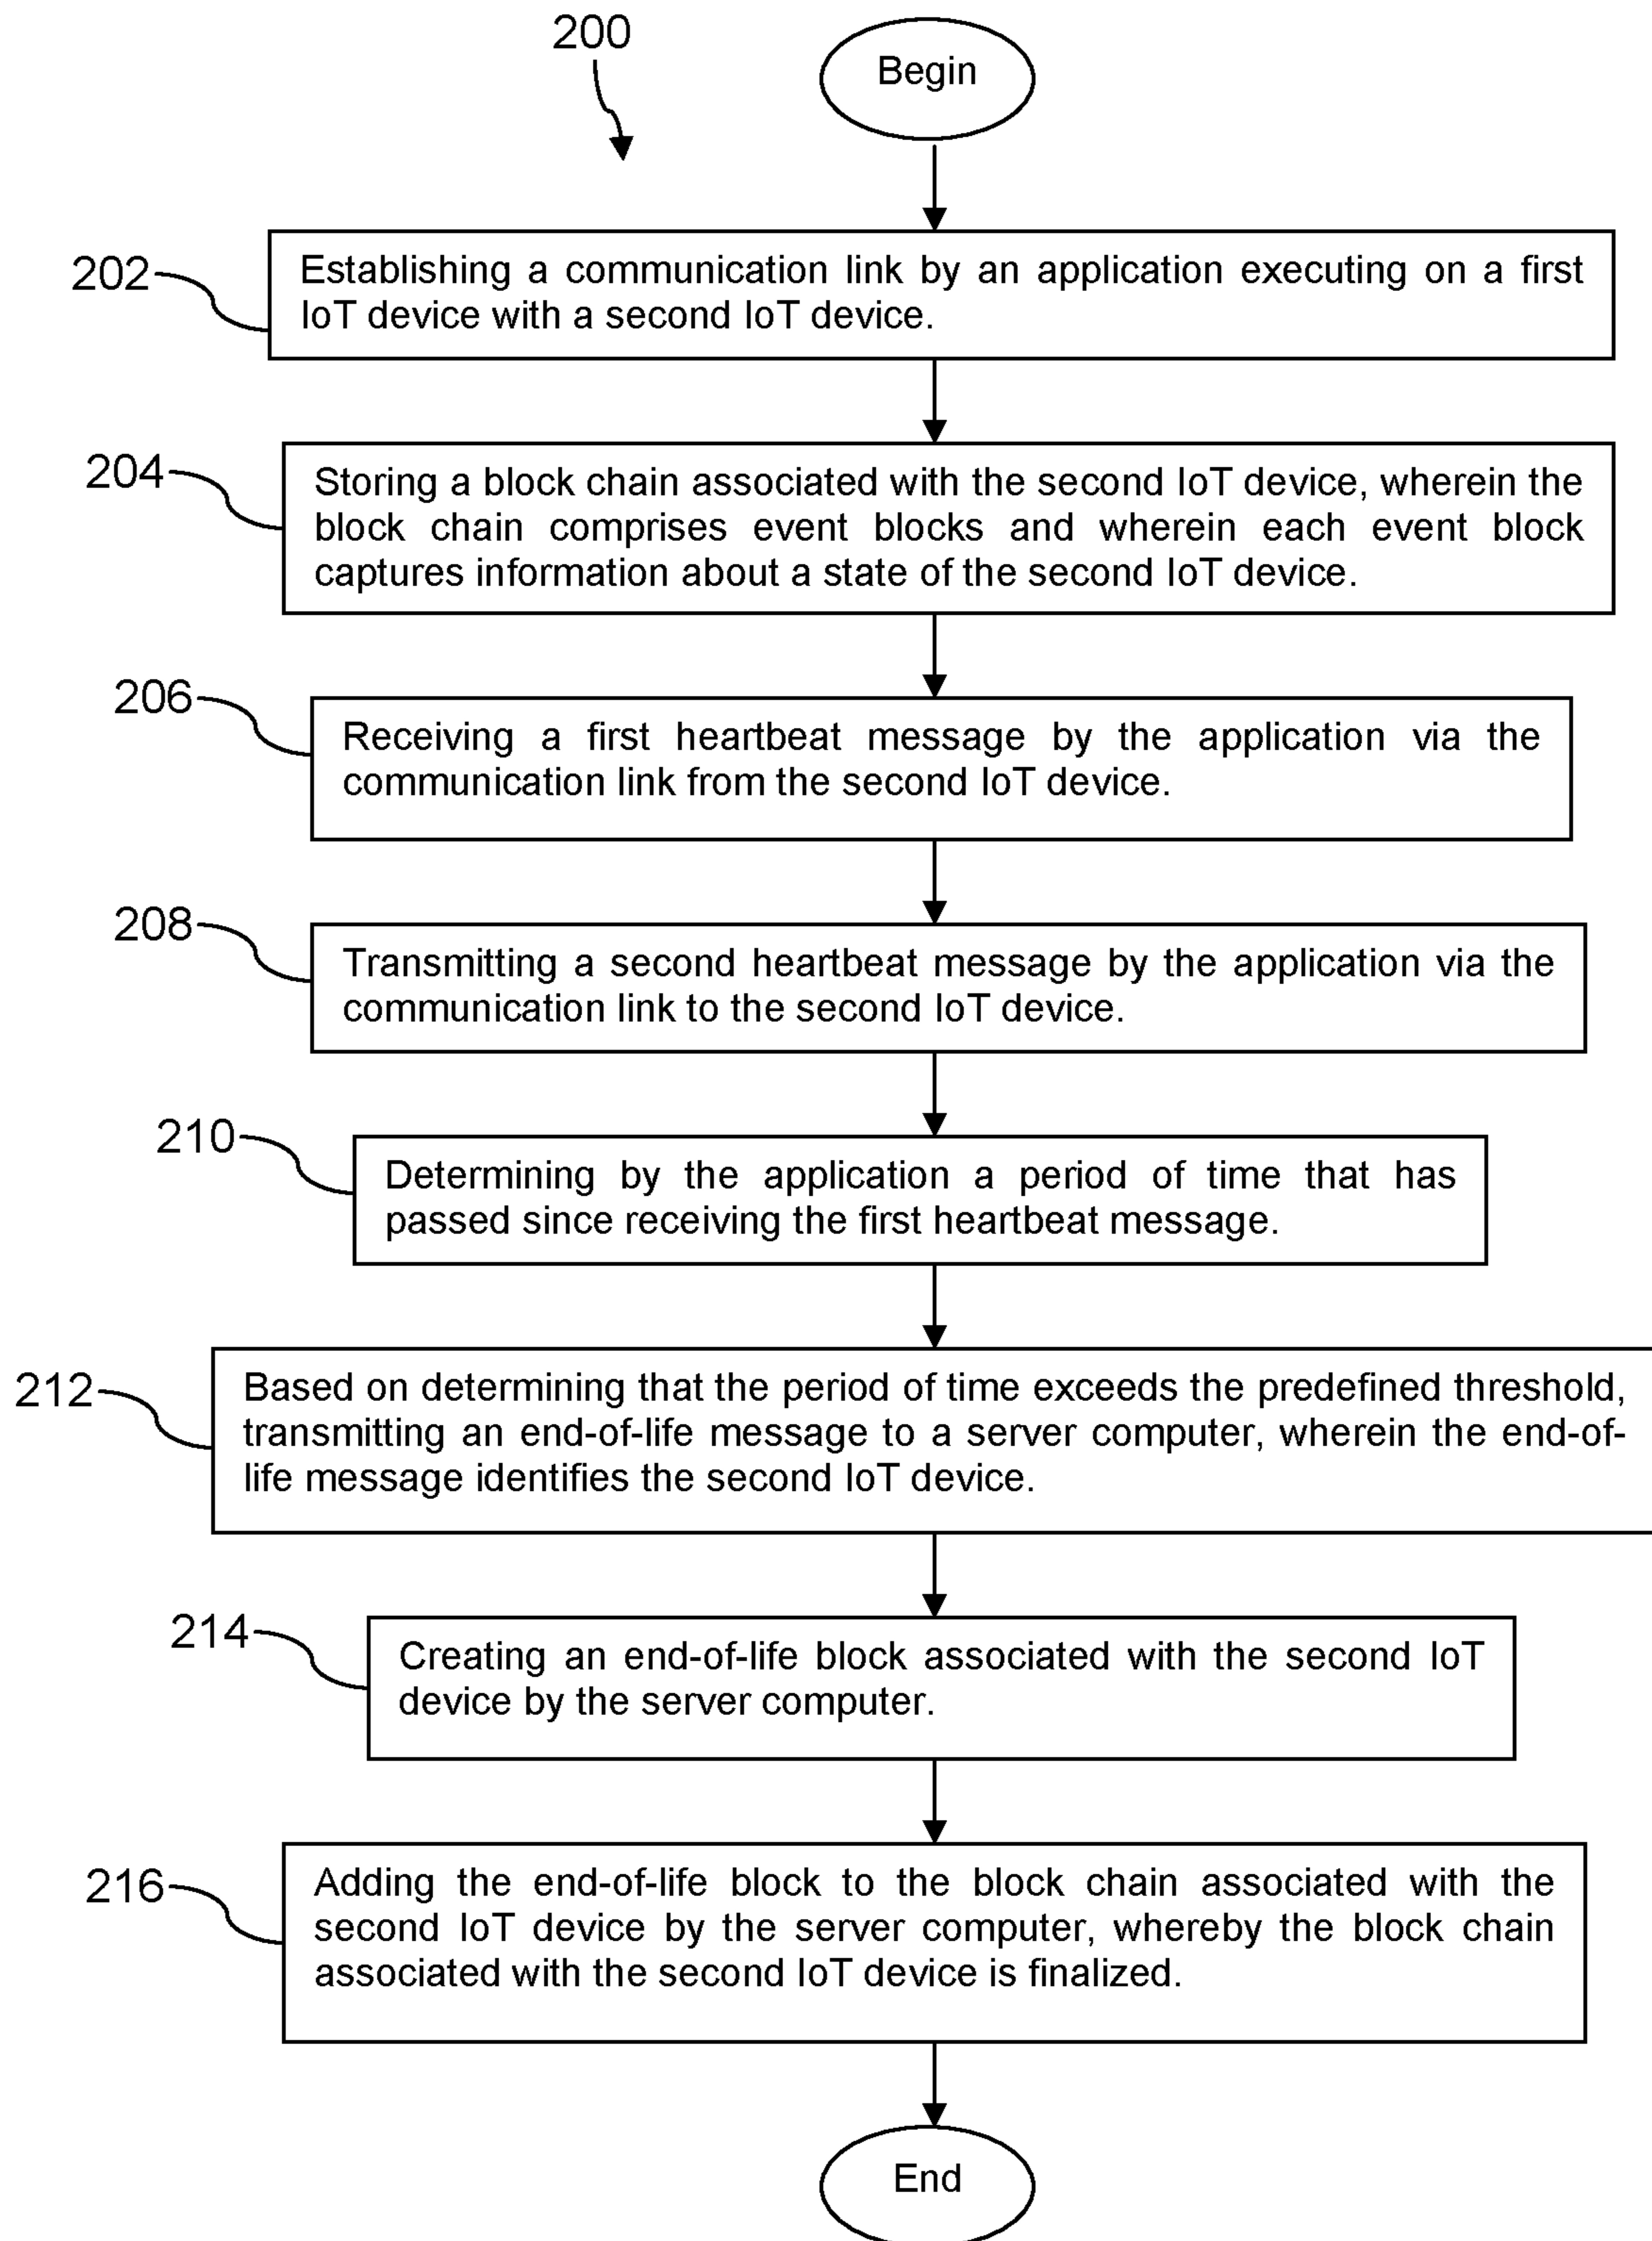 200
Begin
202
Establishing a communication link by an application executing on a first
IoT device with a second IoT device.
204
Storing a block chain associated with the second IoT device, wherein the
block chain comprises event blocks and wherein each event block
captures information about a state of the second IoT device.
206
Receiving a first heartbeat message by the application via the
communication link from the second IoT device.
208
Transmitting a second heartbeat message by the application via the
communication link to the second IoT device.
210
Determining by the application a period of time that has
passed since receiving the first heartbeat message.
212
Based on determining that the period of time exceeds the predefined threshold,
transmitting an end-of-life message to a server computer, wherein the end-of-
life message identifies the second IoT device.
214
Creating an end-of-life block associated with the second IoT
device by the server computer.
216
Adding the end-of-life block to the block chain associated with the
second IoT device by the server computer, whereby the block chain
associated with the second IoT device is finalized.
End